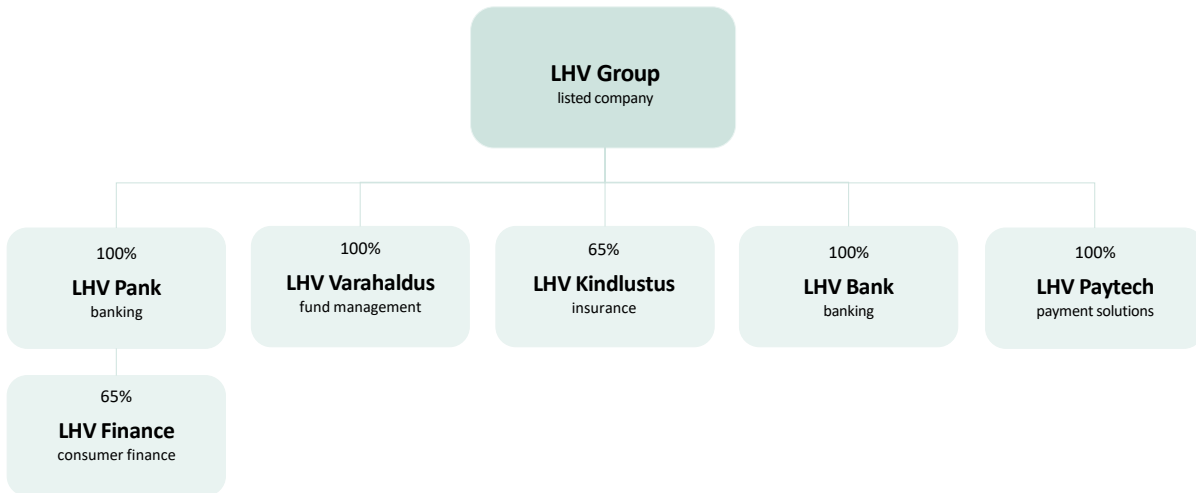 LHV Group
listed company
100%
LHV Pank
banking
100%
LHV Varahaldus
fund management
65%
LHV Kindlustus
insurance
100%
LHV Bank
banking
100%
LHV Paytech
payment solutions
65%
LHV Finance
consumer finance